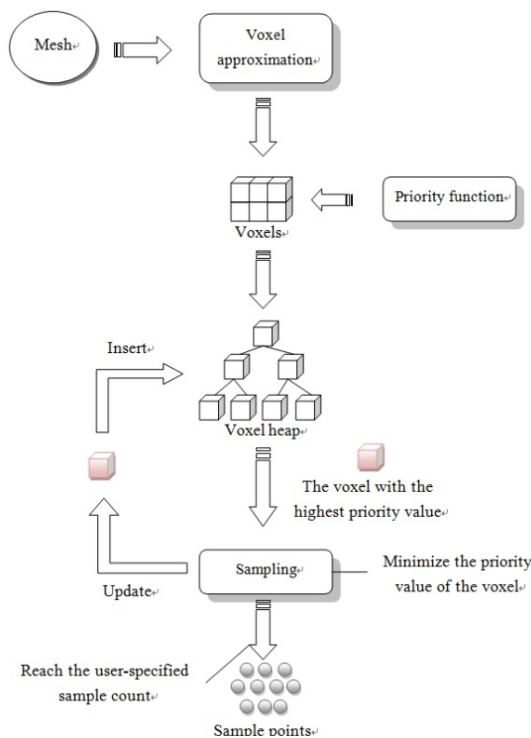 Mesh
Voxel
approximation
Priority function
Voxels
Insert
Voxel heap
The voxel with the
highest priority value
Sampling
Minimize the priority
value of the voxel
Update
Reach the user-specified
sample count
Sample points